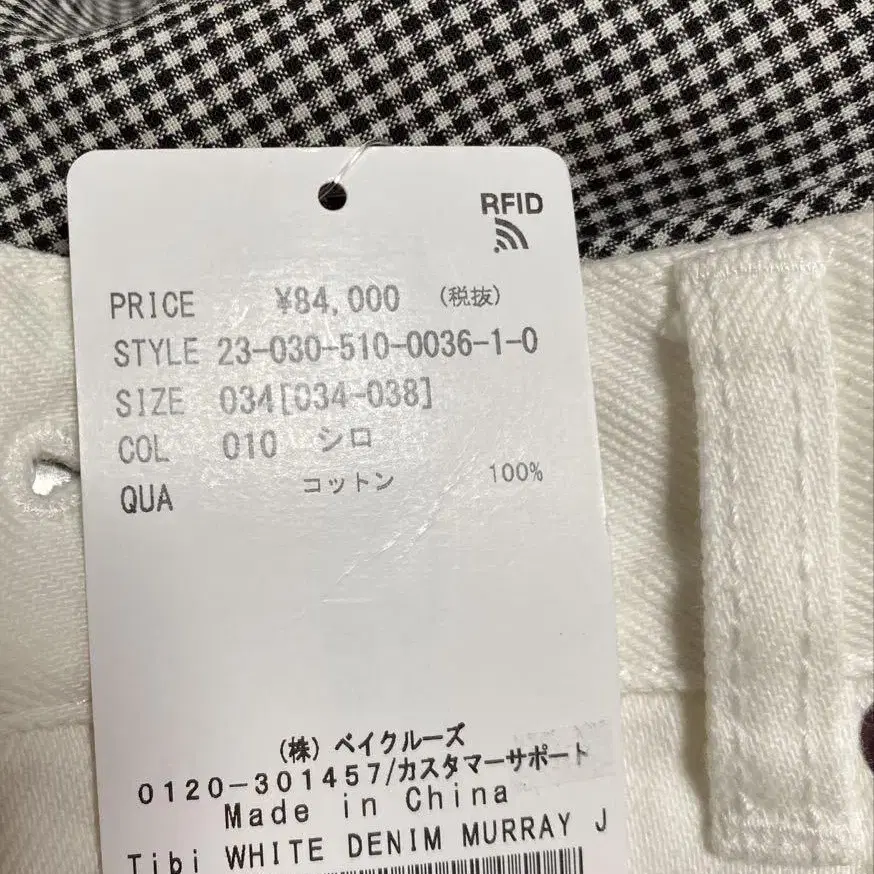 RFID
PRICE ¥84,000 (税抜)
STYLE 23-030-510-0036-1-0
SIZE 034[034-038]
COL 010 シロ
QUA コットン 100%
(株)ベイクルーズ
0120-301457/カスタマーサポート
Made in China
Tibi WHITE DENIM MURRAY J